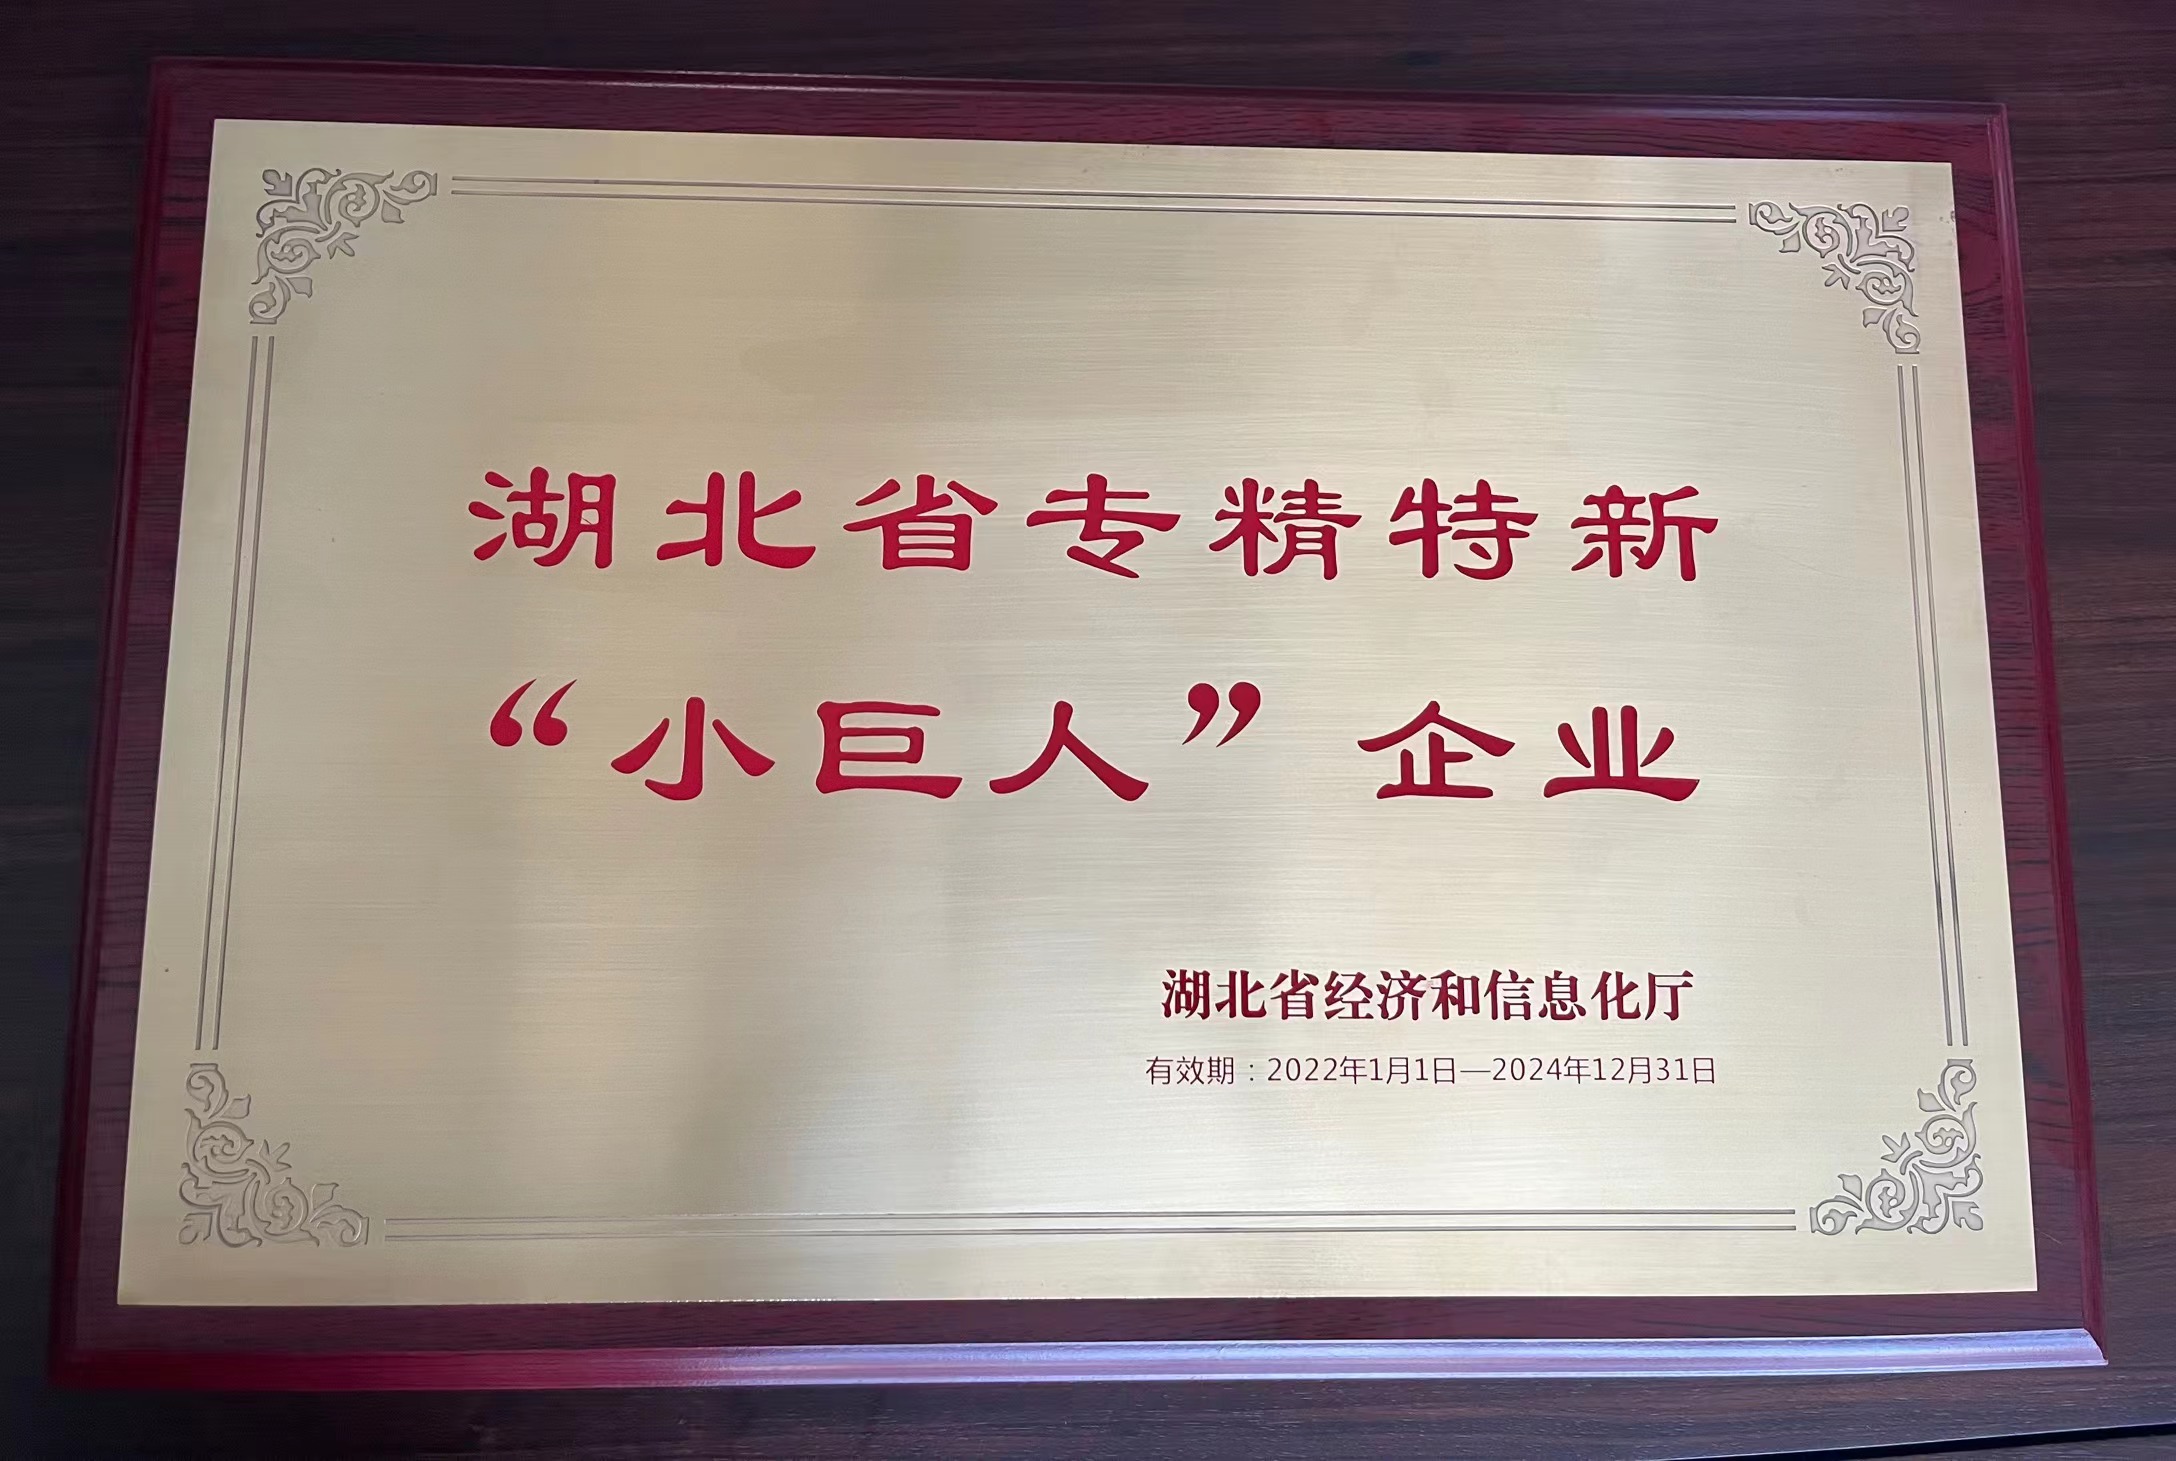 湖北省专精特新
“小巨人”企业
湖北省经济和信息化厅
有效期：2022年1月1日—2024年12月31日